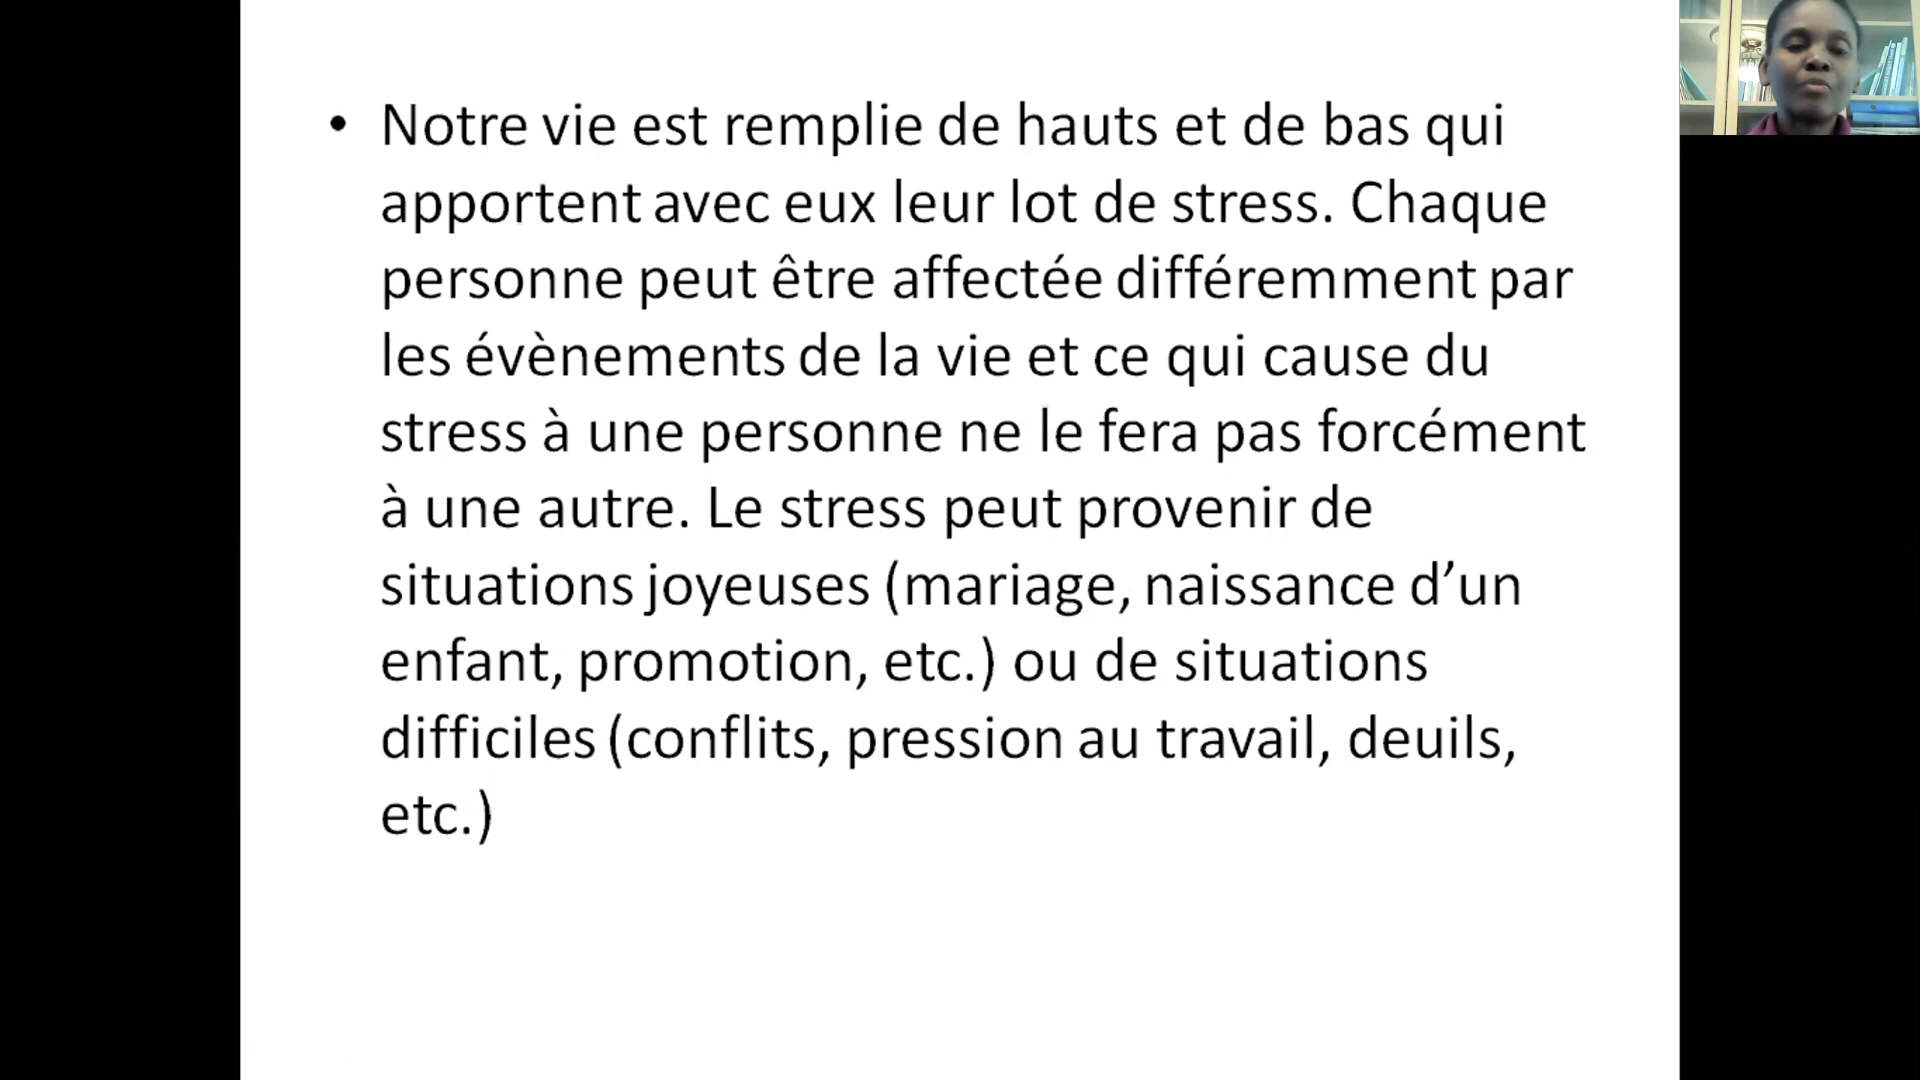 • Notre vie est remplie de hauts et de bas qui
apportent avec eux leur lot de stress. Chaque
personne peut être affectée différemment par
les évènements de la vie et ce qui cause du
stress à une personne ne le fera pas forcément
à une autre. Le stress peut provenir de
situations joyeuses (mariage, naissance d’un
enfant, promotion, etc.) ou de situations
difficiles (conflits, pression au travail, deuils,
etc.)